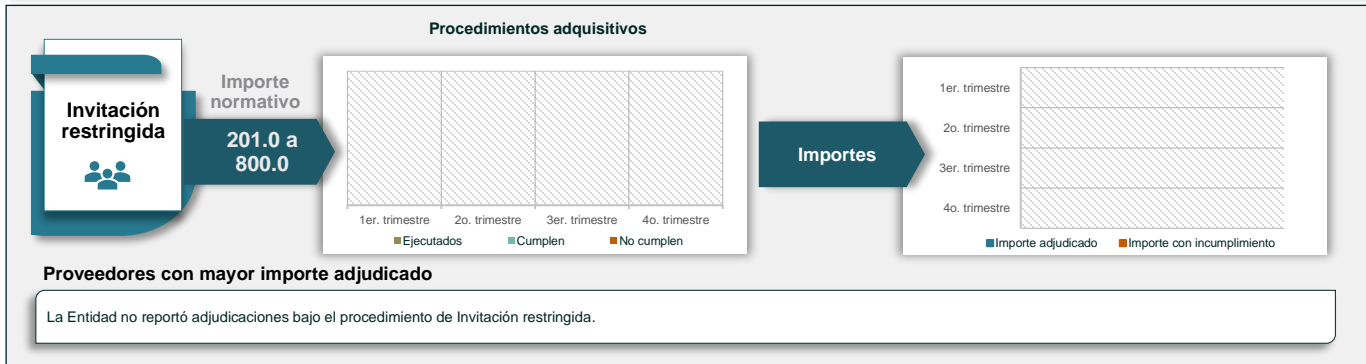 Procedimientos adquisitivos
Invitación
restringida
Importe
normativo
201.0 a
800.0
1er. trimestre
2o. trimestre
3er. trimestre
4o. trimestre
Ejecutados
Cumplen
No cumplen
Importes
1er. trimestre
2o. trimestre
3er. trimestre
4o. trimestre
Importe adjudicado
Importe con incumplimiento
Proveedores con mayor importe adjudicado
La Entidad no reportó adjudicaciones bajo el procedimiento de Invitación restringida.